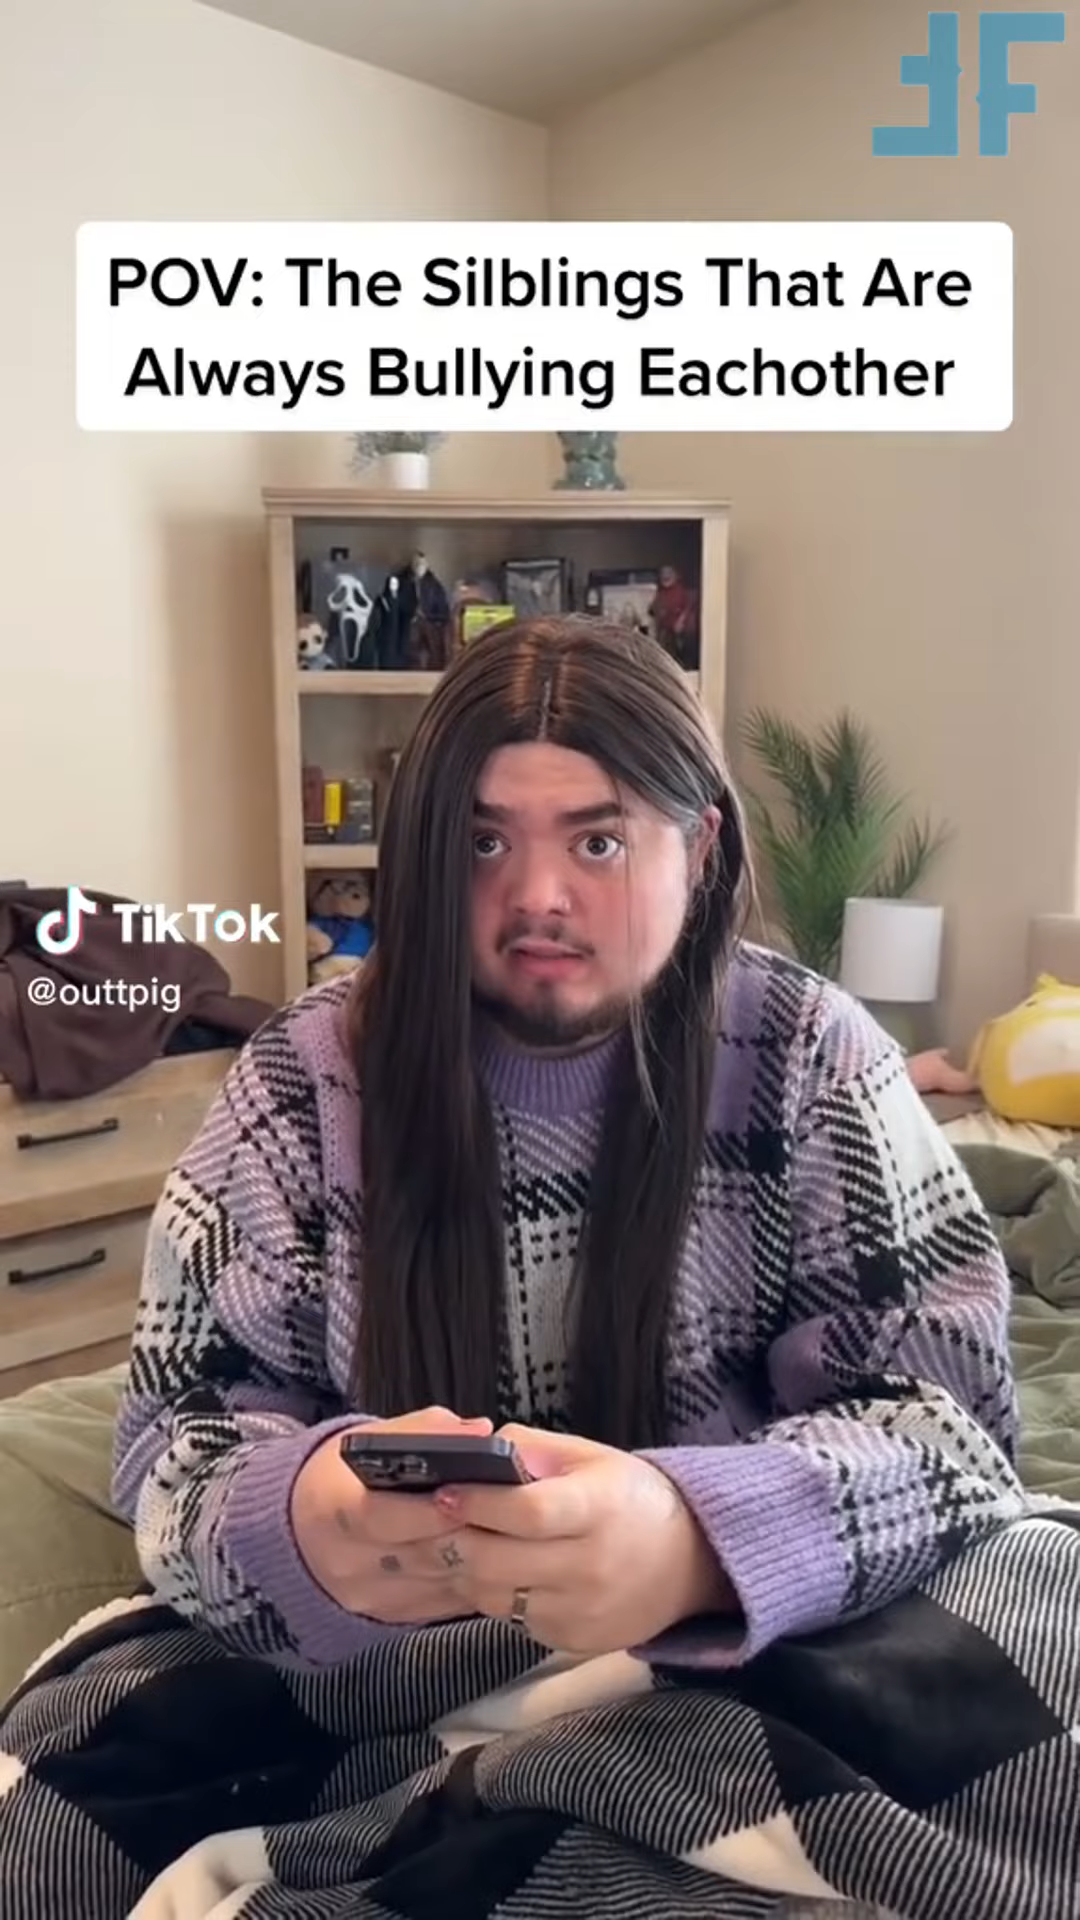 POV: The Silblings That Are
Always Bullying Eachother
TikTok
@outtpig